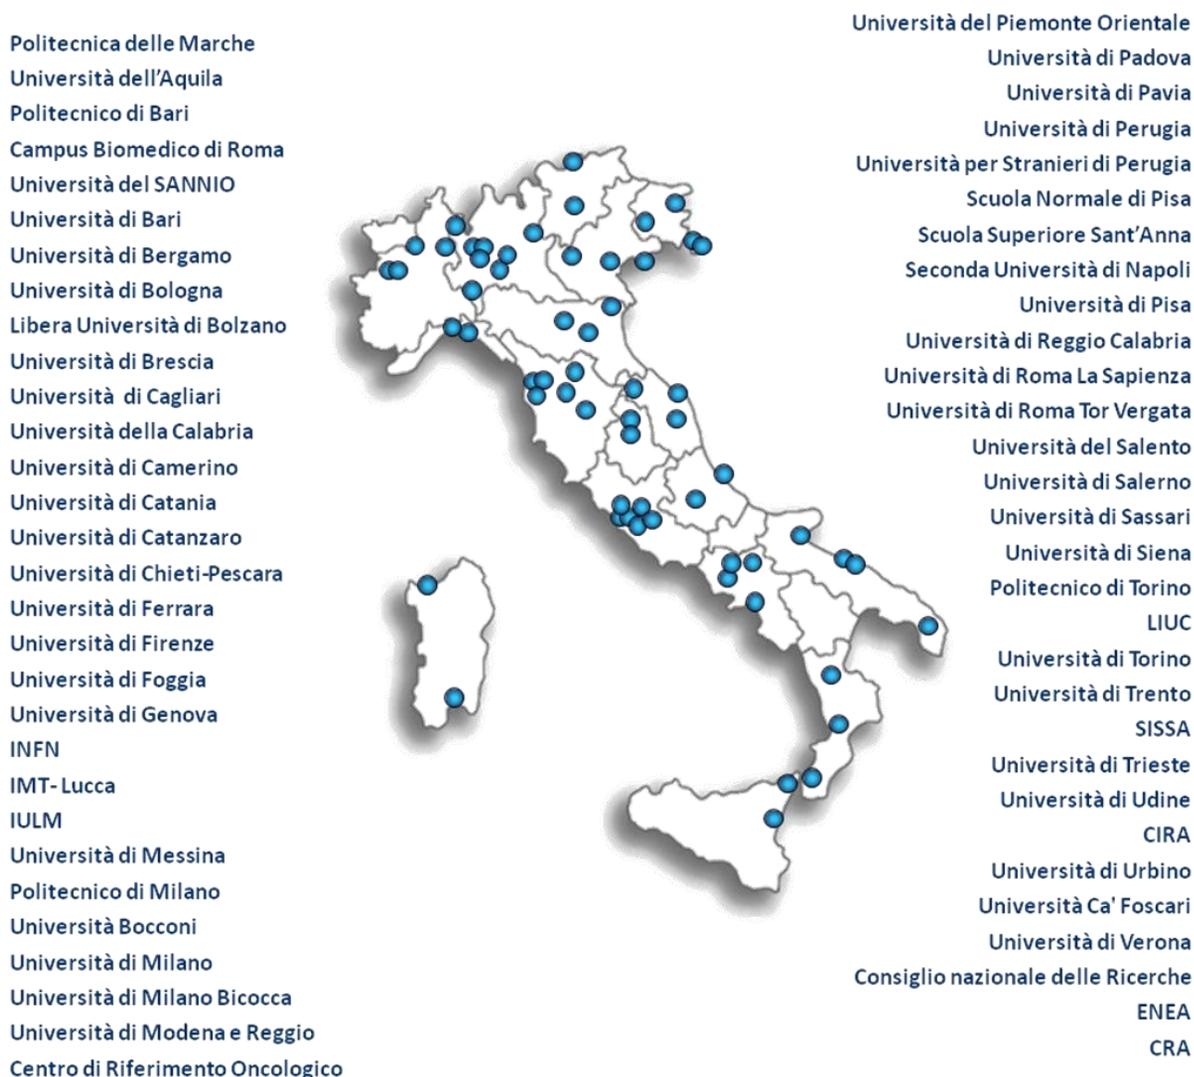 Politecnica delle Marche
Università dell’Aquila
Politecnico di Bari
Campus Biomedico di Roma
Università del SANNIO
Università di Bari
Università di Bergamo
Università di Bologna
Libera Università di Bolzano
Università di Brescia
Università di Cagliari
Università della Calabria
Università di Camerino
Università di Catania
Università di Catanzaro
Università di Chieti-Pescara
Università di Ferrara
Università di Firenze
Università di Foggia
Università di Genova
INFN
IMT- Lucca
IULM
Università di Messina
Politecnico di Milano
Università Bocconi
Università di Milano
Università di Milano Bicocca
Università di Modena e Reggio
Centro di Riferimento Oncologico
Università del Piemonte Orientale
Università di Padova
Università di Pavia
Università di Perugia
Università per Stranieri di Perugia
Scuola Normale di Pisa
Scuola Superiore Sant’Anna
Seconda Università di Napoli
Università di Pisa
Università di Reggio Calabria
Università di Roma La Sapienza
Università di Roma Tor Vergata
Università del Salento
Università di Salerno
Università di Sassari
Università di Siena
Politecnico di Torino
LIUC
Università di Torino
Università di Trento
SISSA
Università di Trieste
Università di Udine
CIRA
Università di Urbino
Università Ca' Foscari
Università di Verona
Consiglio nazionale delle Ricerche
ENEA
CRA